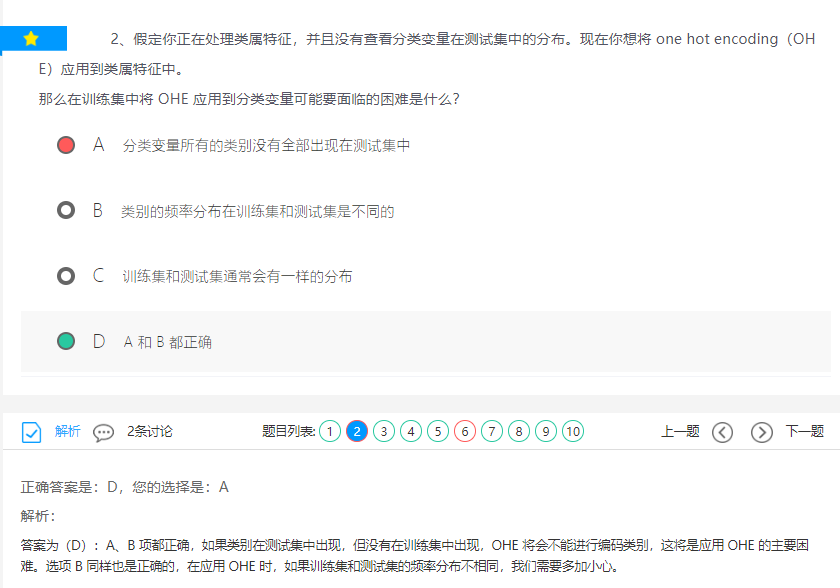 2、假定你正在处理类属特征，并且没有查看分类变量在测试集中的分布。现在你想将 one hot encoding（OH
E）应用到类属特征中。
那么在训练集中将 OHE 应用到分类变量可能要面临的困难是什么？
A 分类变量所有的类别没有全部出现在测试集中
B 类别的频率分布在训练集和测试集是不同的
C 训练集和测试集通常会有一样的分布
D A 和 B 都正确
解析 2条讨论 题目列表: 1 2 3 4 5 6 7 8 9 10 上一题 下一题
正确答案是：D，您的选择是：A
解析：
答案为（D）：A、B 项都正确，如果类别在测试集中出现，但没有在训练集中出现，OHE 将会不能进行编码类别，这将是应用 OHE 的主要困
难。选项 B 同样也是正确的，在应用 OHE 时，如果训练集和测试集的频率分布不相同，我们需要多加小心。